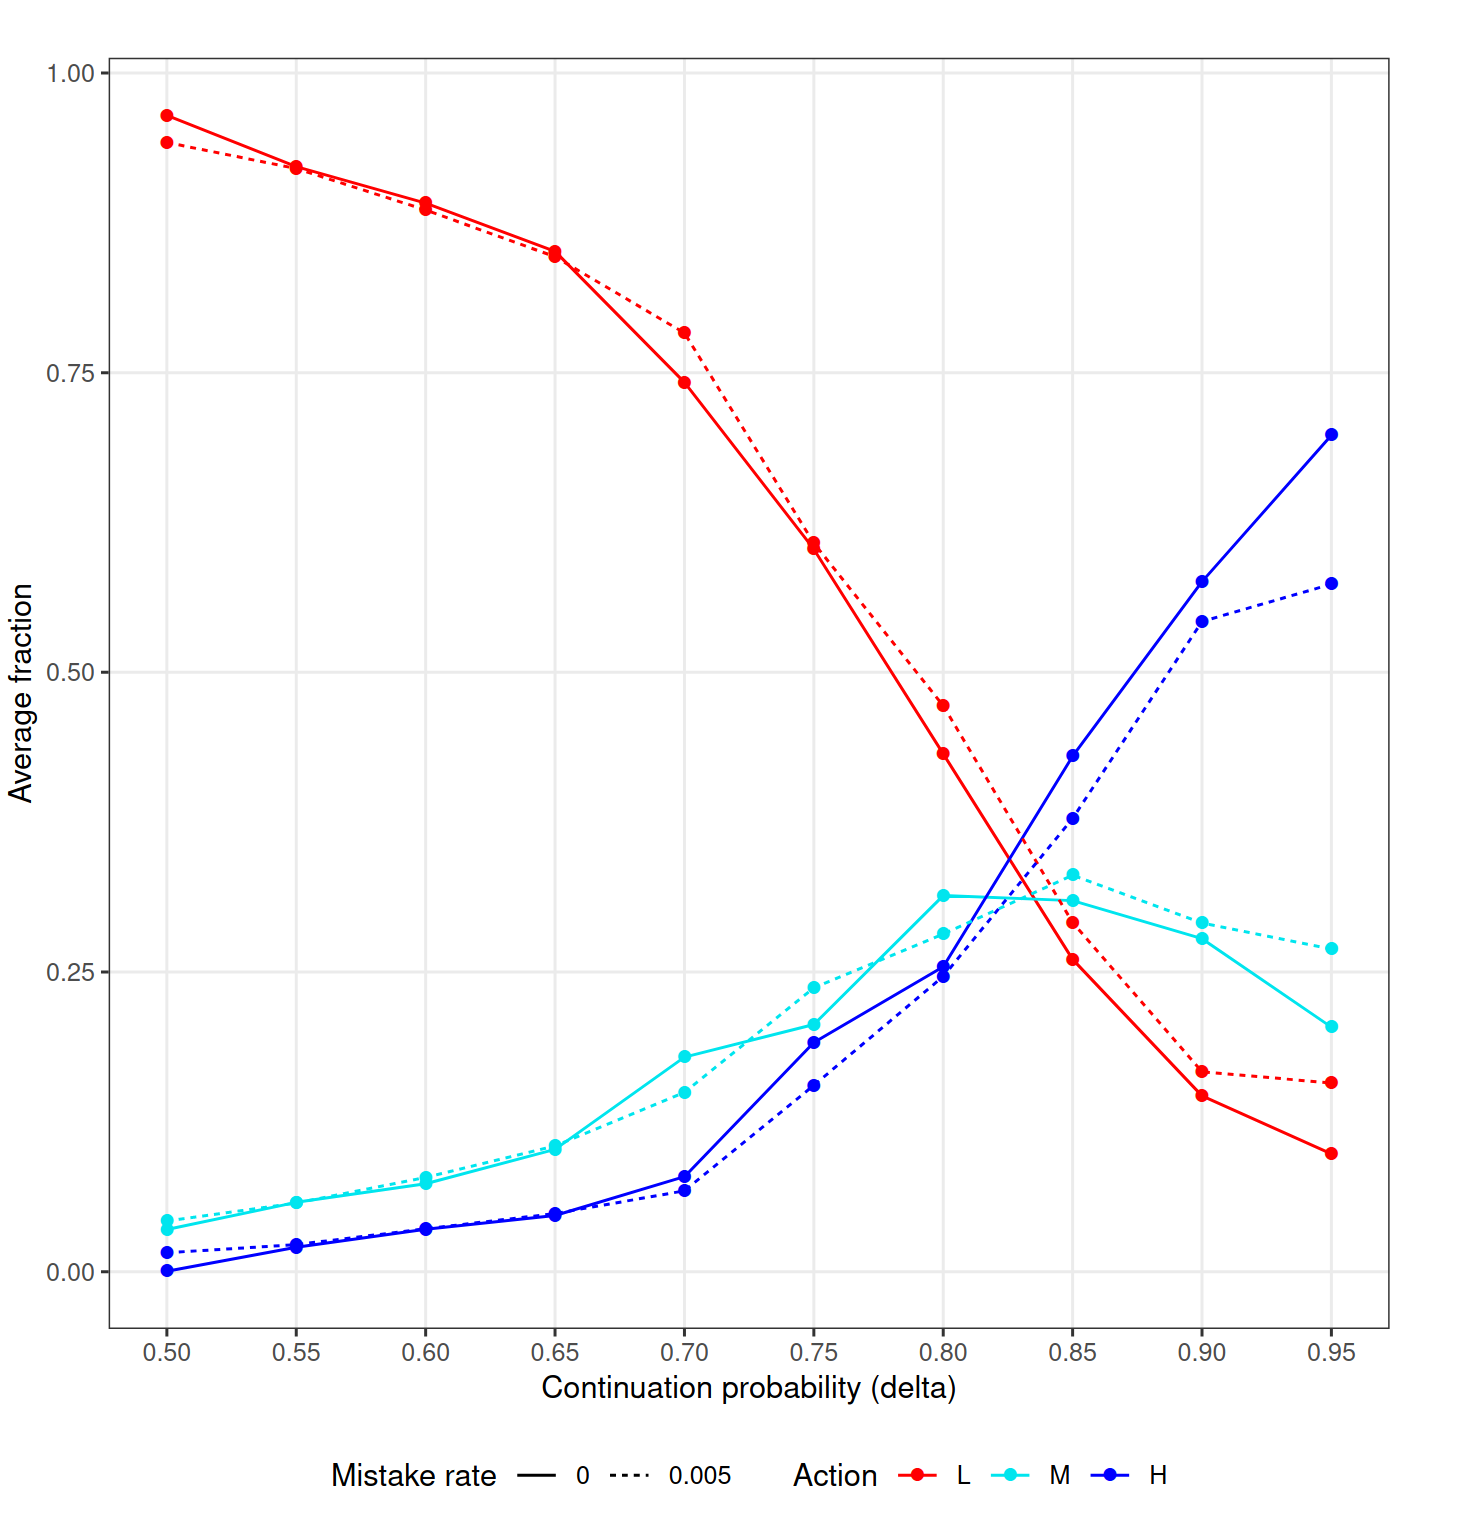 1.00
0.75
0.50
0.25
0.00
Average fraction
0.50 0.55 0.60 0.65 0.70 0.75 0.80 0.85 0.90 0.95
Continuation probability (delta)
Mistake rate 0 0.005 Action L M H